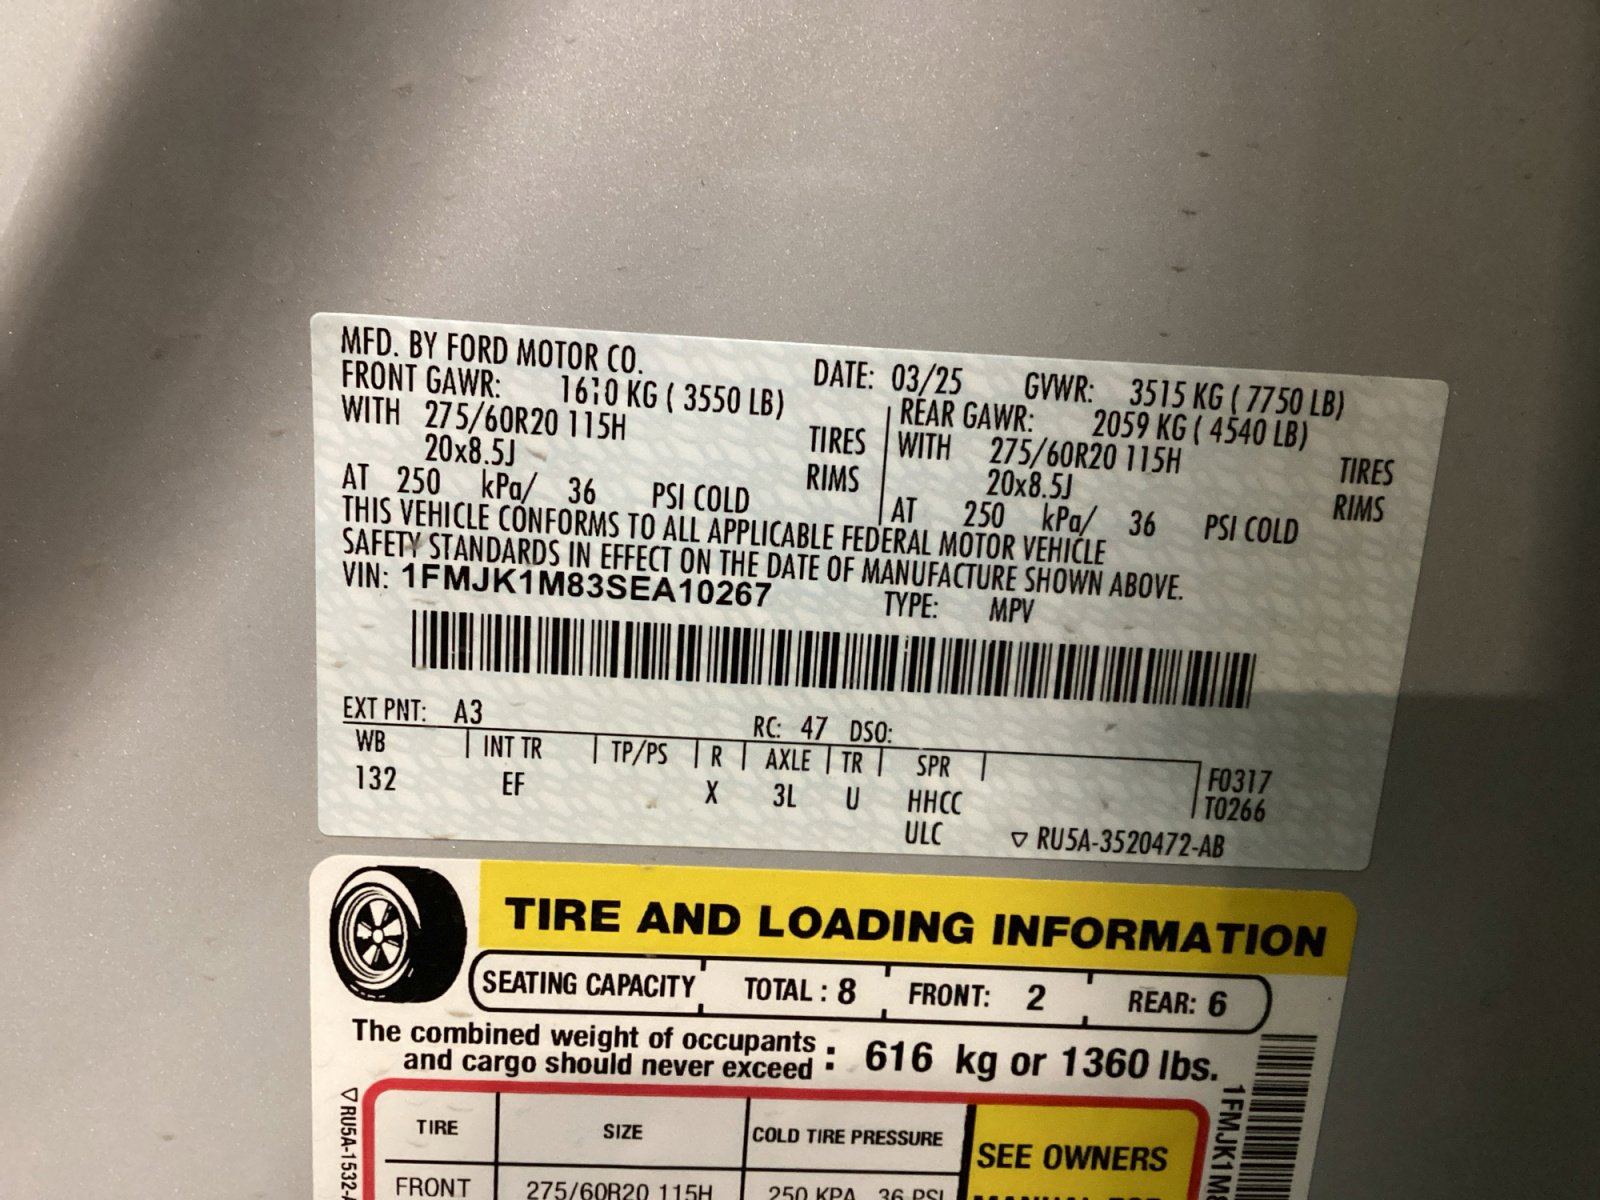 MFD. BY FORD MOTOR CO.
DATE: 03/25 GVWR: 3515 KG ( 7750 LB)
FRONT GAWR: 1610 KG ( 3550 LB)
WITH 275/60R20 115H TIRES
20x8.5J RIMS
AT 250 kPa/ 36 PSI COLD
REAR GAWR: 2059 KG ( 4540 LB)
WITH 275/60R20 115H TIRES
20x8.5J RIMS
AT 250 kPa/ 36 PSI COLD
THIS VEHICLE CONFORMS TO ALL APPLICABLE FEDERAL MOTOR VEHICLE
SAFETY STANDARDS IN EFFECT ON THE DATE OF MANUFACTURE SHOWN ABOVE.
VIN: 1FMJK1M83SEA10267 TYPE: MPV
EXT PNT: A3 RC: 47 DSO:
WB INT TR TP/PS R AXLE TR SPR
132 EF X 3L U HHCC
ULC
F0317
T0266
RU5A-3520472-AB
TIRE AND LOADING INFORMATION
SEATING CAPACITY TOTAL : 8 FRONT: 2 REAR: 6
The combined weight of occupants
and cargo should never exceed : 616 kg or 1360 lbs.
TIRE SIZE COLD TIRE PRESSURE
SEE OWNERS
FRONT 275/60R20 115H 250 KPA 36 PSI
MANUAL FOR
RU5A-1532-
1FMJK1M8